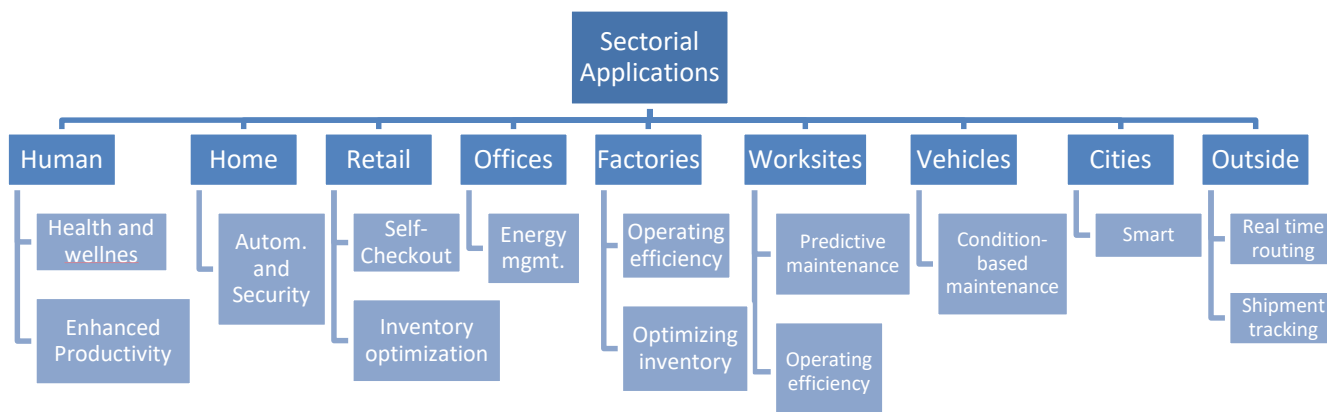 Sectorial
Applications
Human
Home
Retail
Offices
Factories
Worksites
Vehicles
Cities
Outside
Health and
wellnes
Enhanced
Productivity
Autom.
and
Security
Self-
Checkout
Inventory
optimization
Energy
mgmt.
Operating
efficiency
Optimizing
inventory
Predictive
maintenance
Operating
efficiency
Condition-
based
maintenance
Smart
Real time
routing
Shipment
tracking